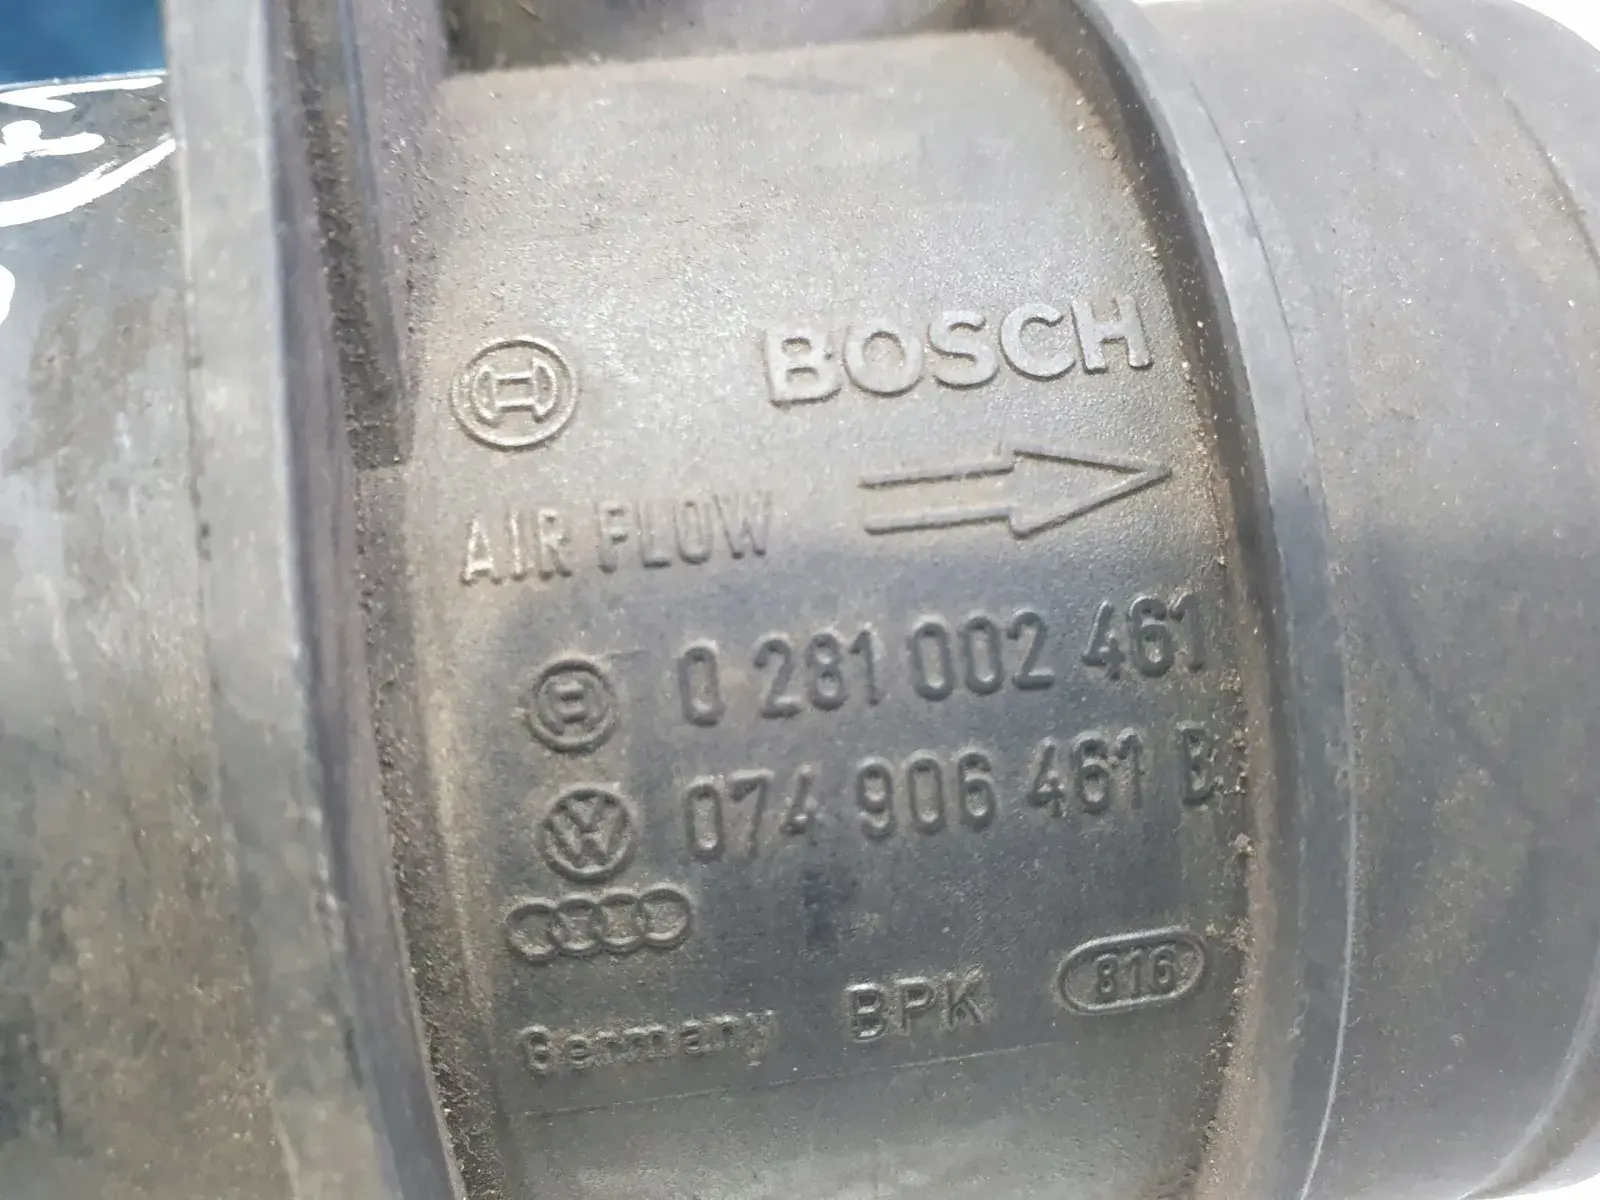 BOSCH
AIR FLOW
0 281 002 461
074 906 461 B
Germany BPK 816